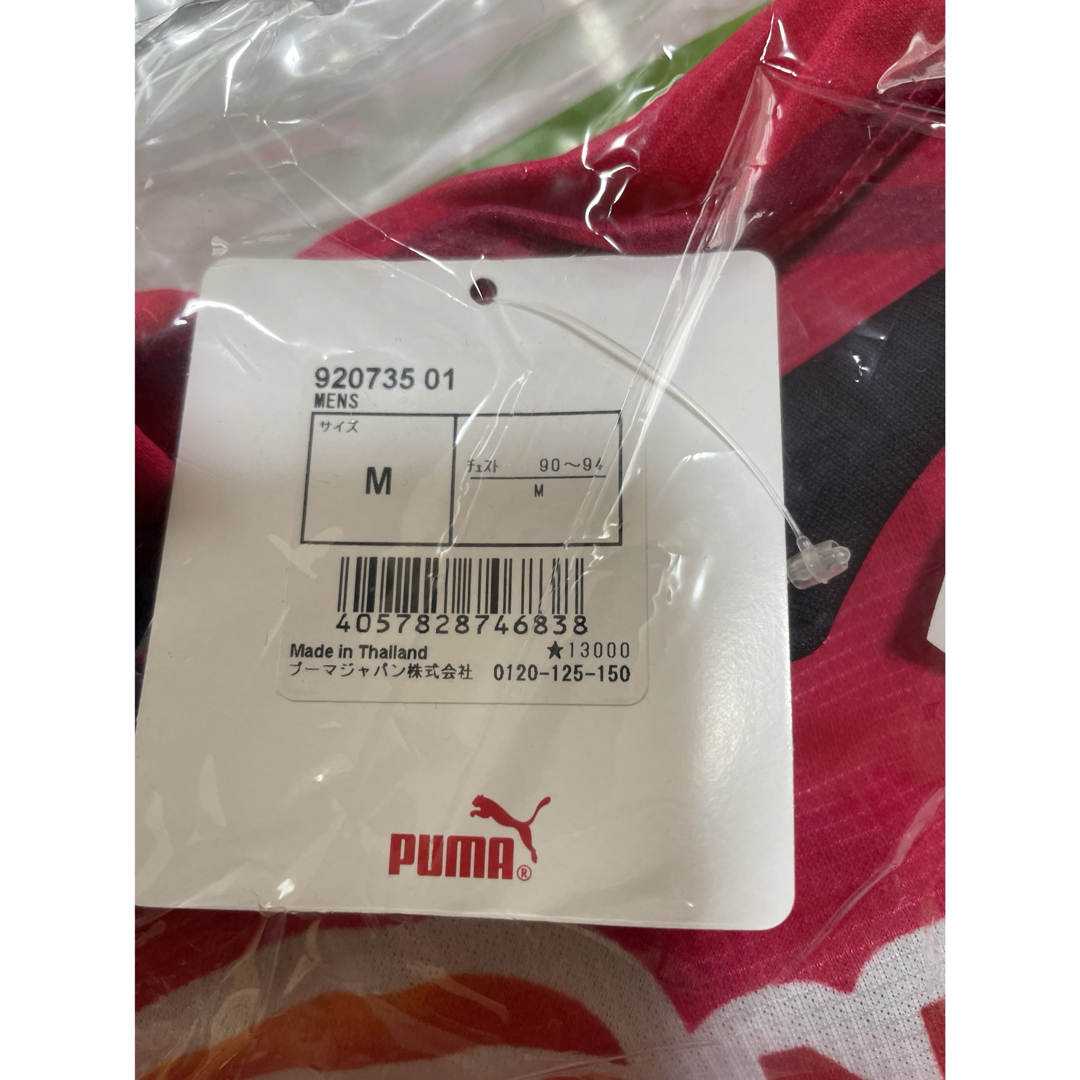 920735 01
MENS
サイズ
M
ﾁｪｽﾄ 90～94
M
4057828746838
Made in Thailand ★13000
プーマジャパン株式会社 0120-125-150
PUMA®